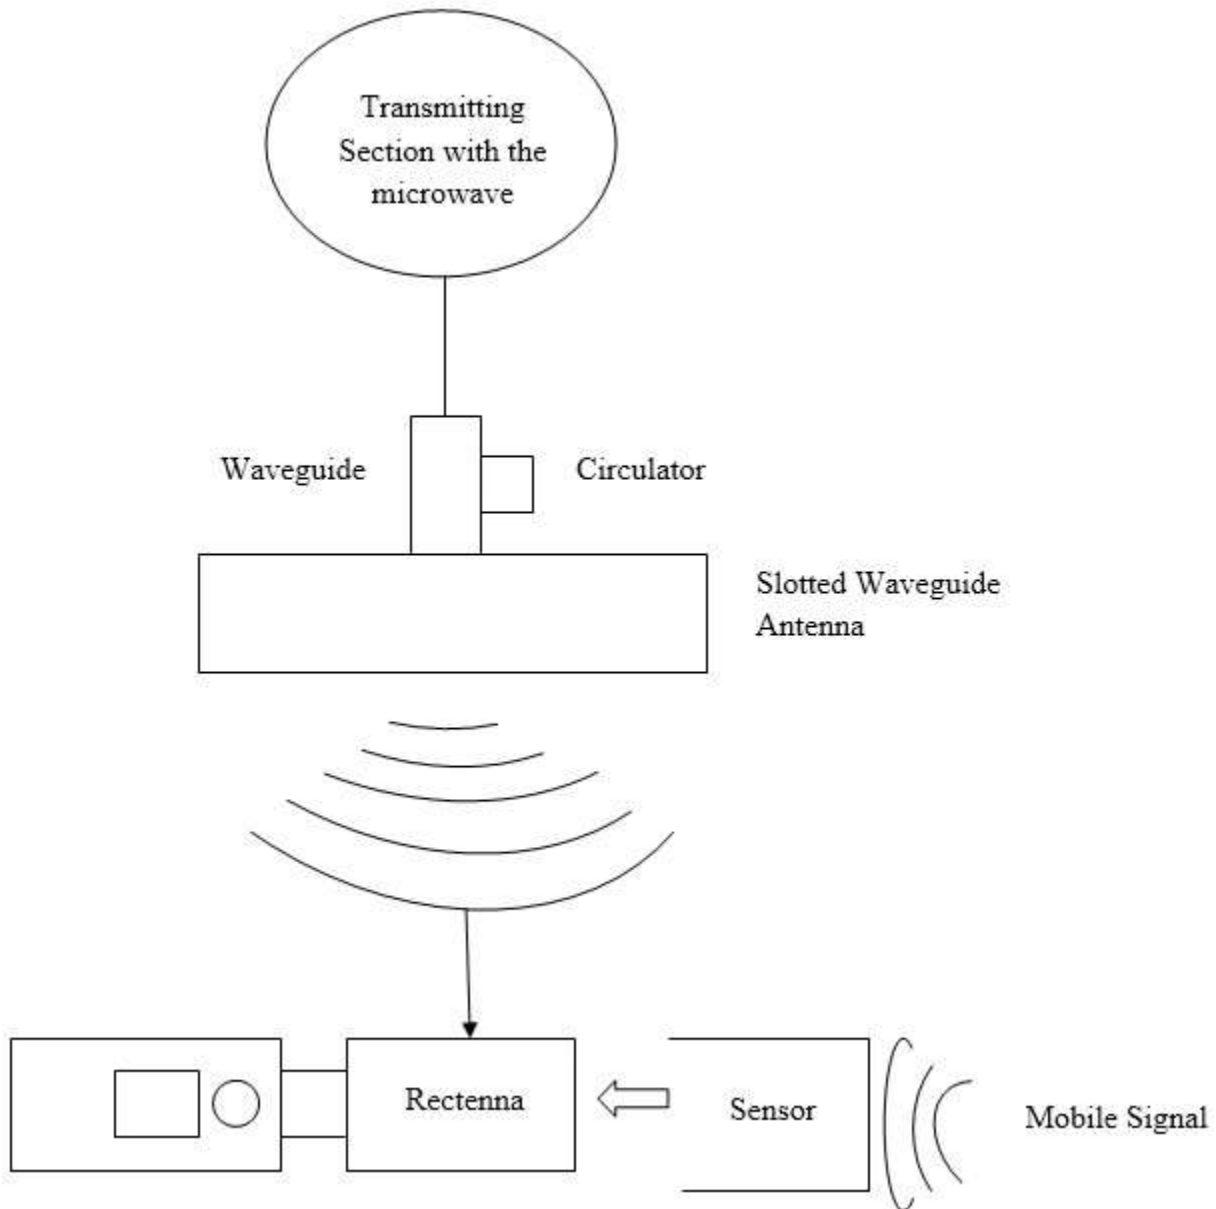 Transmitting
Section with the
microwave
Waveguide
Circulator
Slotted Waveguide
Antenna
Rectenna
Sensor
Mobile Signal